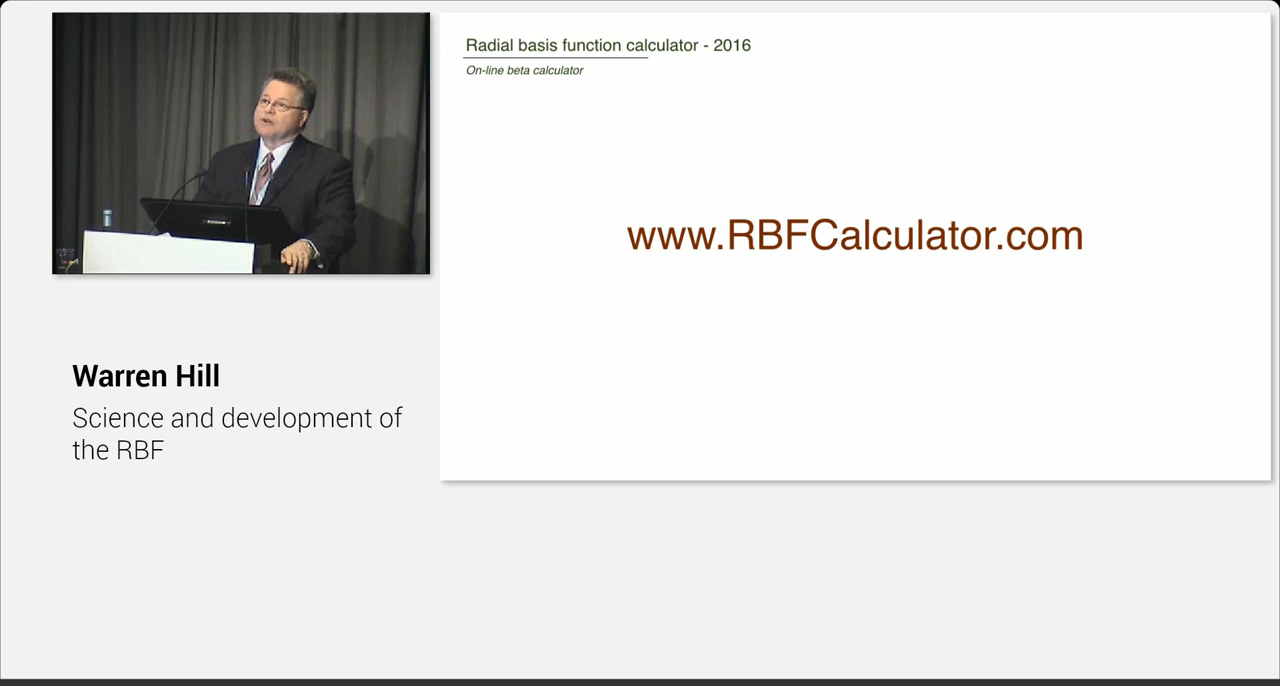 Radial basis function calculator - 2016
On-line beta calculator
www.RBFCalculator.com
Warren Hill
Science and development of
the RBF